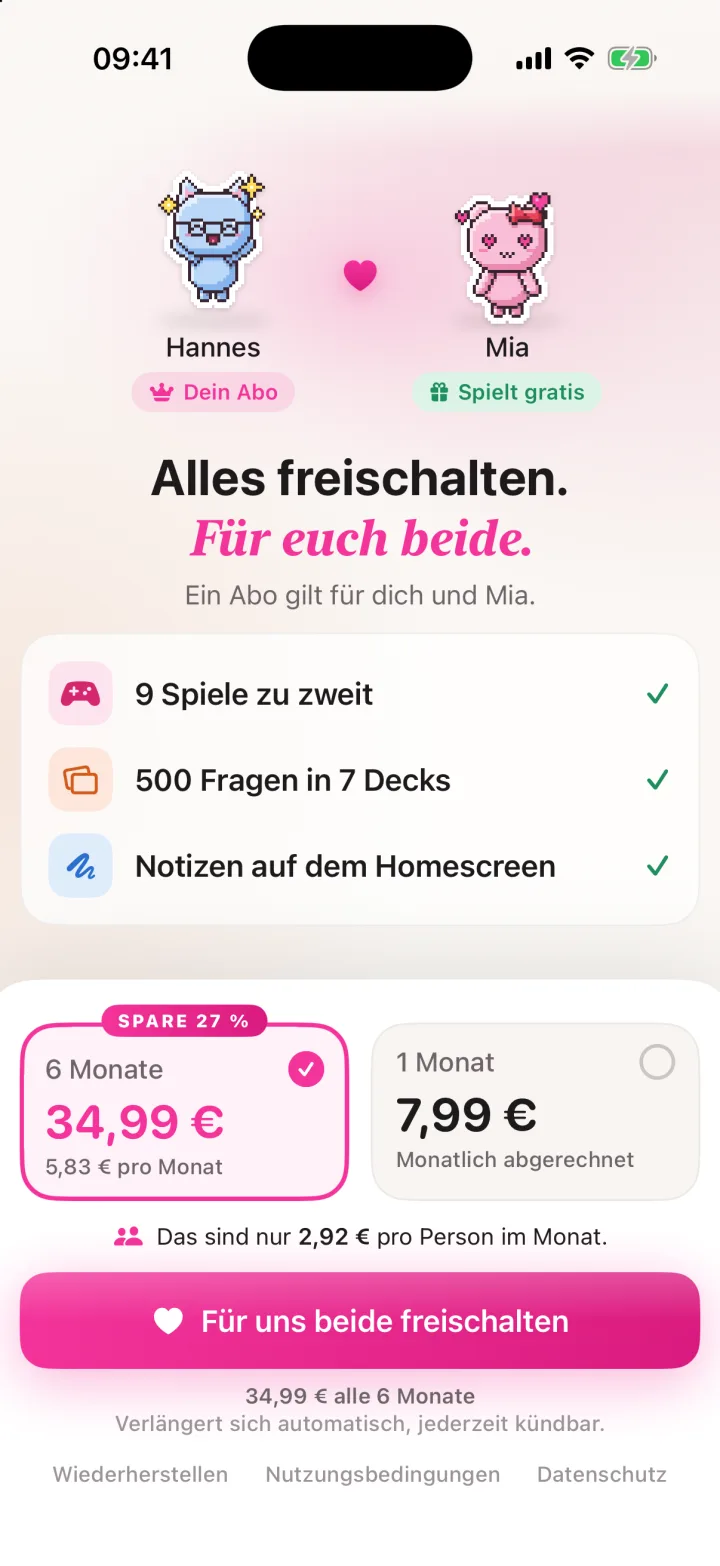 09:41
Hannes
Mia
Dein Abo
Spielt gratis
Alles freischalten.
Für euch beide.
Ein Abo gilt für dich und Mia.
9 Spiele zu zweit
500 Fragen in 7 Decks
Notizen auf dem Homescreen
SPARE 27 %
6 Monate
34,99 €
5,83 € pro Monat
1 Monat
7,99 €
Monatlich abgerechnet
Das sind nur 2,92 € pro Person im Monat.
Für uns beide freischalten
34,99 € alle 6 Monate
Verlängert sich automatisch, jederzeit kündbar.
Wiederherstellen
Nutzungsbedingungen
Datenschutz